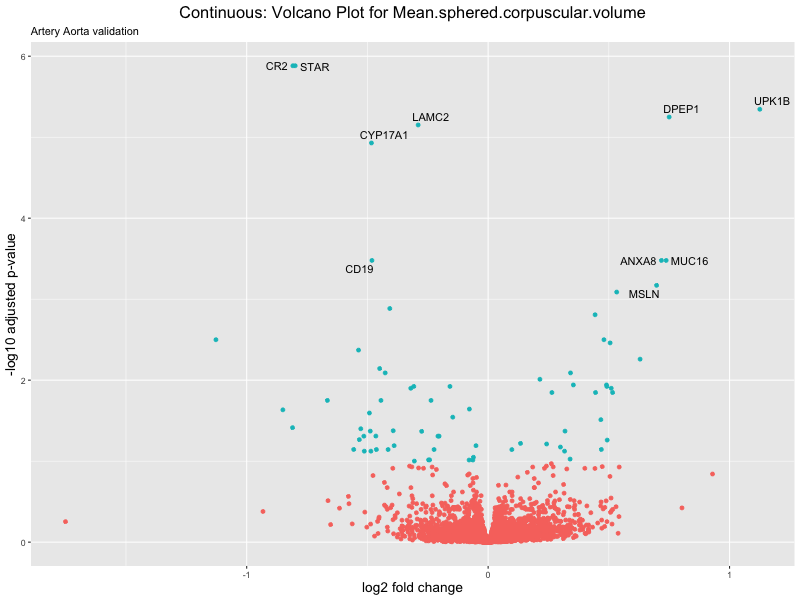 Continuous: Volcano Plot for Mean.sphered.corpuscular.volume
Artery Aorta validation
6
CR2 STAR
UPK1B
DPEP1
LAMC2
CYP17A1
4
-log10 adjusted p-value
CD19
ANXA8 MUC16
MSLN
2
0
-1 0 1
log2 fold change